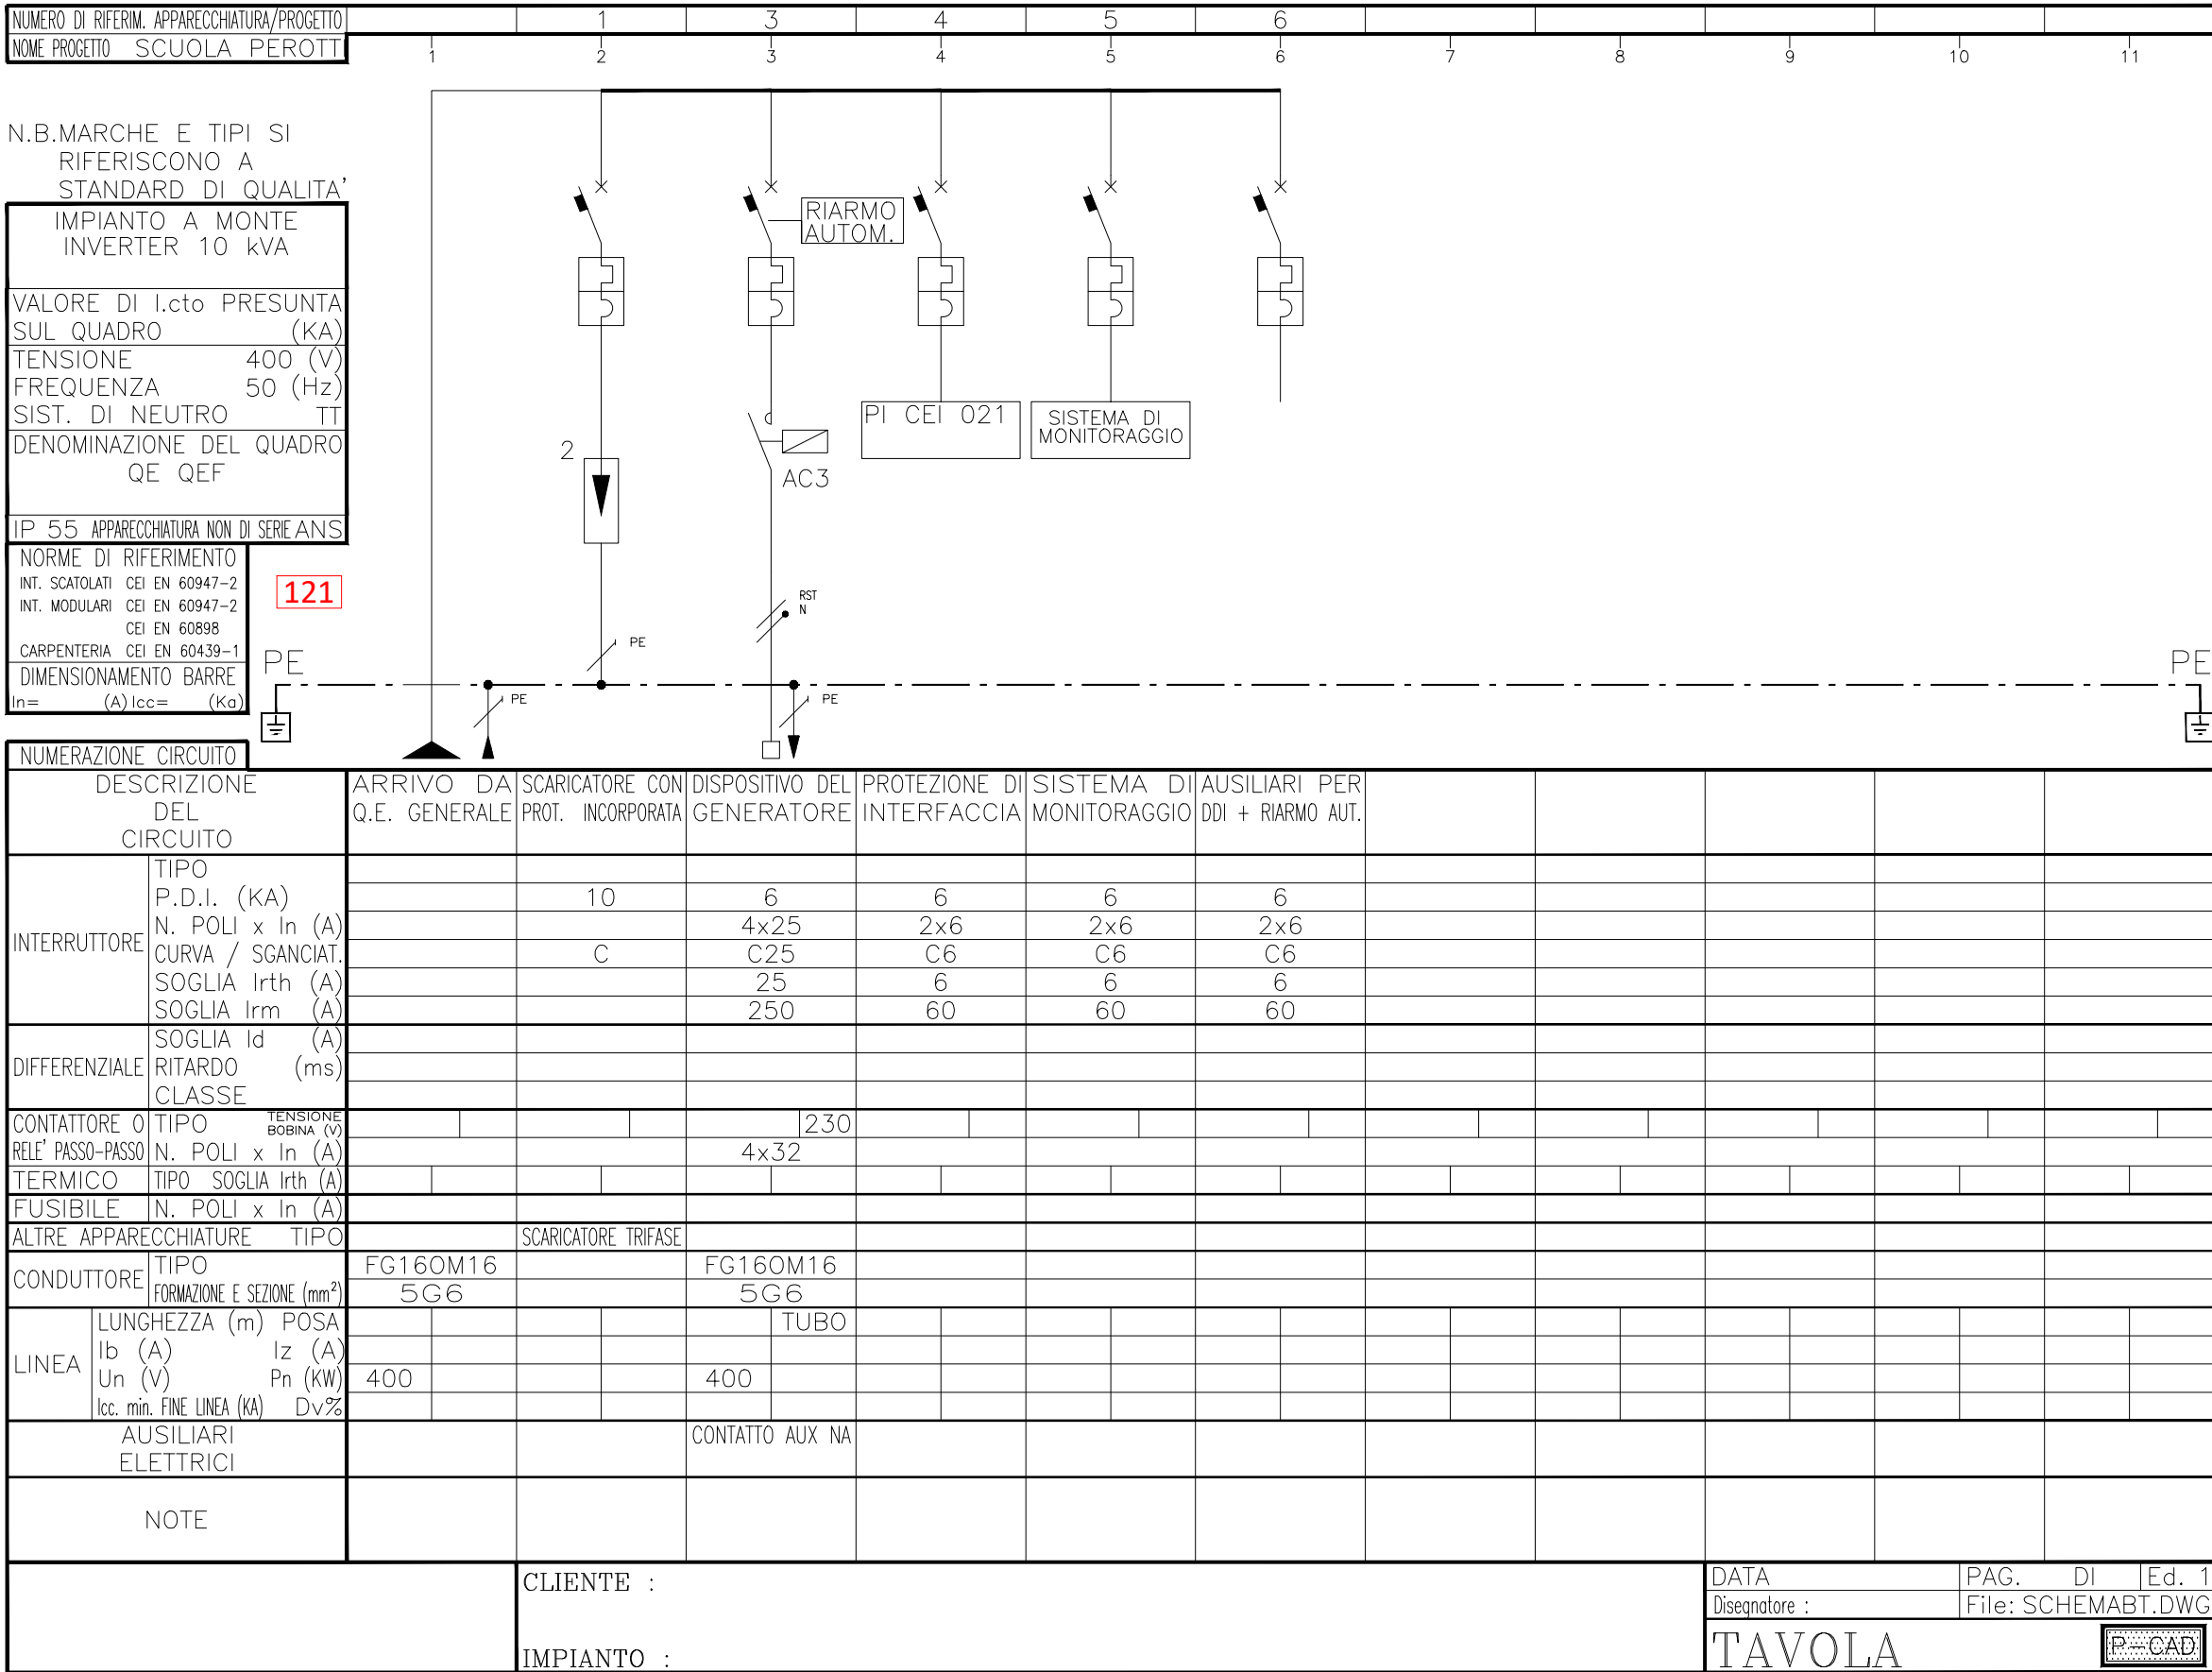 NUMERO DI RIFERIM. APPARECCHIATURA/PROGETTO 1 3 4 5 6
NOME PROGETTO SCUOLA PEROTTI
1 2 3 4 5 6 7 8 9 10 11
N.B.MARCHE E TIPI SI
RIFERISCONO A
STANDARD DI QUALITA'
IMPIANTO A MONTE
INVERTER 10 kVA
VALORE DI I.cto PRESUNTA
SUL QUADRO (KA)
TENSIONE 400 (V)
FREQUENZA 50 (Hz)
SIST. DI NEUTRO TT
DENOMINAZIONE DEL QUADRO
QE QEF
IP 55 APPARECCHIATURA NON DI SERIE ANS
NORME DI RIFERIMENTO
INT. SCATOLATI CEI EN 60947-2
INT. MODULARI CEI EN 60947-2
CEI EN 60898
CARPENTERIA CEI EN 60439-1
DIMENSIONAMENTO BARRE
In= (A) Icc= (Ka)
121
RIARMO
AUTOM.
PI CEI 021
SISTEMA DI
MONITORAGGIO
2
AC3
RST
N
PE
PE
PE
PE
PE
NUMERAZIONE CIRCUITO
DESCRIZIONE
DEL
CIRCUITO
ARRIVO DA
Q.E. GENERALE
SCARICATORE CON
PROT. INCORPORATA
DISPOSITIVO DEL
GENERATORE
PROTEZIONE DI
INTERFACCIA
SISTEMA DI
MONITORAGGIO
AUSILIARI PER
DDI + RIARMO AUT.
INTERRUTTORE
TIPO
P.D.I. (KA) 10 6 6 6 6
N. POLI x In (A) 4x25 2x6 2x6 2x6
CURVA / SGANCIAT. C C25 C6 C6 C6
SOGLIA Irth (A) 25 6 6 6
SOGLIA Irm (A) 250 60 60 60
DIFFERENZIALE
SOGLIA Id (A)
RITARDO (ms)
CLASSE
CONTATTORE O
RELE' PASSO-PASSO
TIPO TENSIONE
BOBINA (V) 230
N. POLI x In (A) 4x32
TERMICO TIPO SOGLIA Irth (A)
FUSIBILE N. POLI x In (A)
ALTRE APPARECCHIATURE TIPO SCARICATORE TRIFASE
CONDUTTORE
TIPO FG16OM16 FG16OM16
FORMAZIONE E SEZIONE (mm²) 5G6 5G6
LINEA
LUNGHEZZA (m) POSA TUBO
Ib (A) Iz (A)
Un (V) Pn (KW) 400 400
Icc. min. FINE LINEA (KA) Dv%
AUSILIARI
ELETTRICI
CONTATTO AUX NA
NOTE
CLIENTE :
IMPIANTO :
DATA PAG. DI Ed. 1
Disegnatore : File: SCHEMABT.DWG
TAVOLA P-CAD